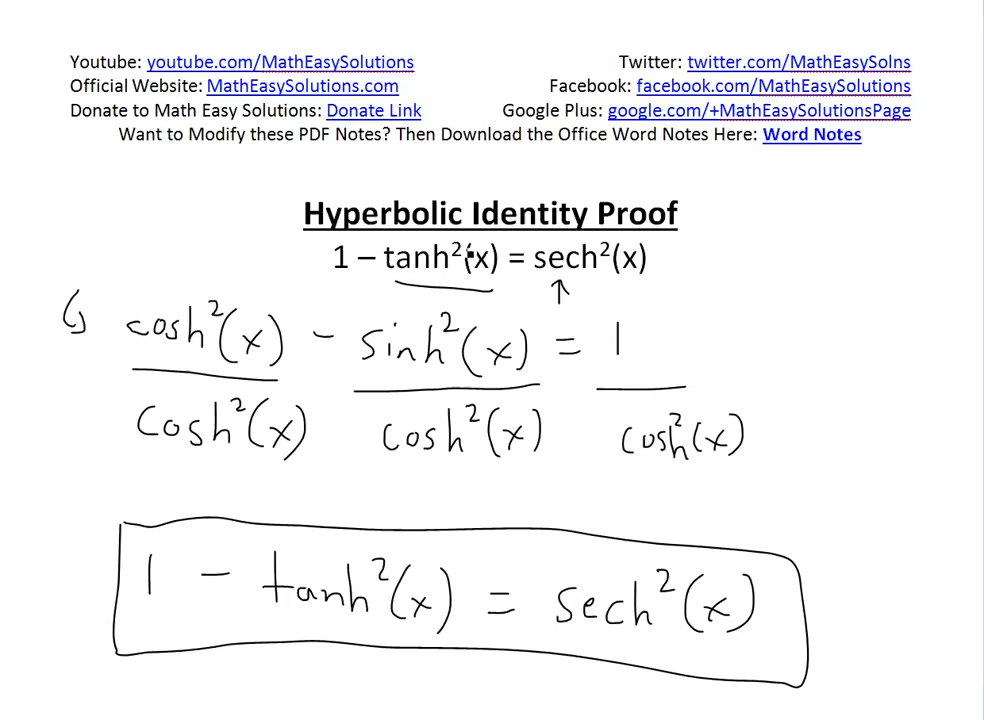 Youtube: youtube.com/MathEasySolutions Twitter: twitter.com/MathEasySolns
Official Website: MathEasySolutions.com Facebook: facebook.com/MathEasySolutions
Donate to Math Easy Solutions: Donate Link Google Plus: google.com/+MathEasySolutionsPage
Want to Modify these PDF Notes? Then Download the Office Word Notes Here: Word Notes
Hyperbolic Identity Proof
1 – tanh²(x) = sech²(x)
cosh²(x) − sinh²(x) = 1
cosh²(x) cosh²(x) cosh²(x)
1 − tanh²(x) = sech²(x)